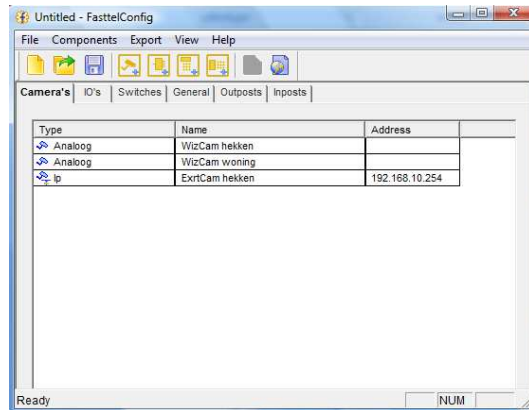 Untitled - FasttelConfig
File Components Export View Help
Camera's IO's Switches General Outposts Inposts
Type Name Address
Analoog WizCam hekken
Analoog WizCam woning
Ip ExrtCam hekken 192.168.10.254
Ready NUM